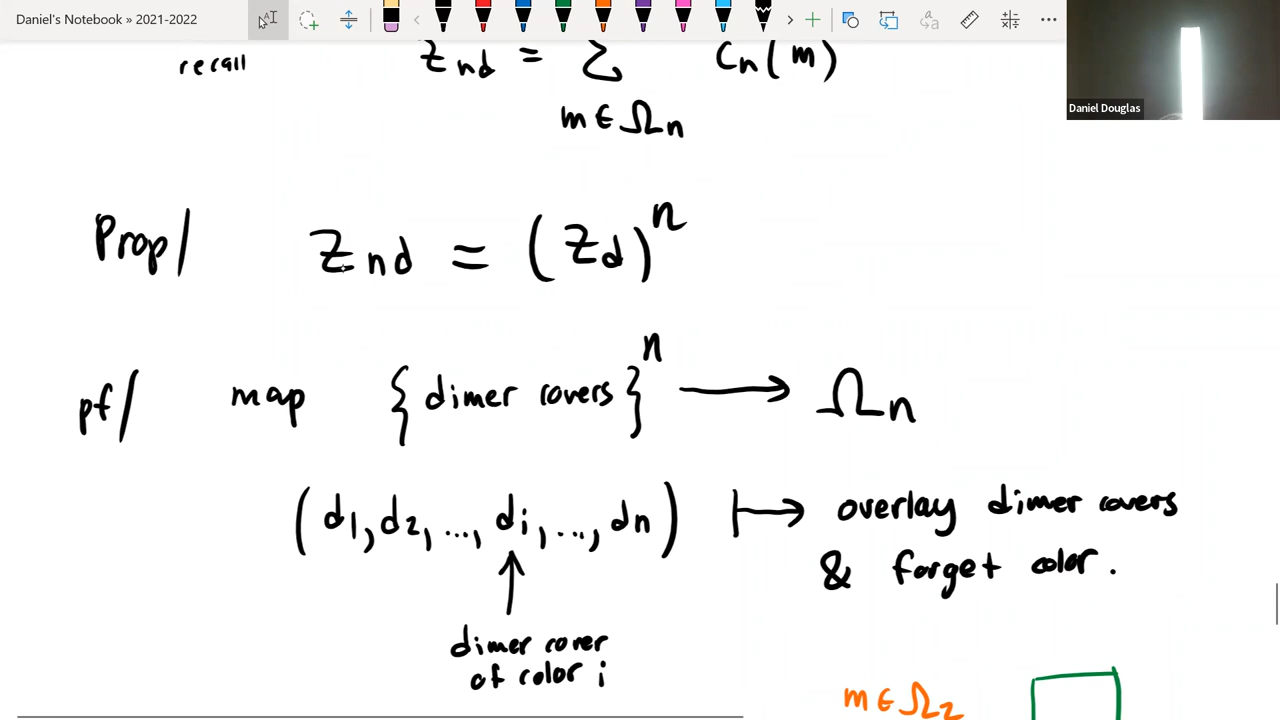 Daniel's Notebook » 2021-2022
Daniel Douglas
recall Z_nd = Σ C_n(m)
m ∈ Ω_n
Prop/ Z_nd = (Z_d)^n
pf/ map {dimer covers}^n → Ω_n
(d_1, d_2, ..., d_i, ..., d_n) ↦ overlay dimer covers
& forget color.
↑
dimer cover
of color i
m ∈ Ω_2